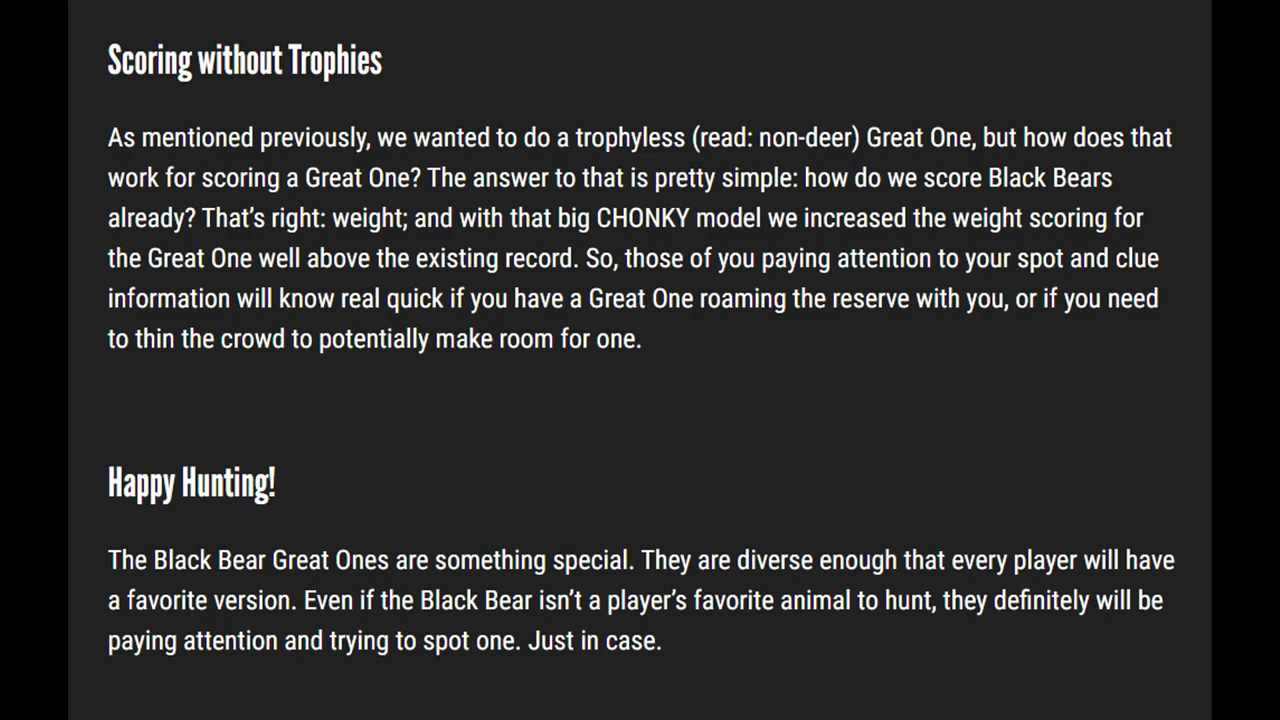 Scoring without Trophies
As mentioned previously, we wanted to do a trophyless (read: non-deer) Great One, but how does that
work for scoring a Great One? The answer to that is pretty simple: how do we score Black Bears
already? That’s right: weight; and with that big CHONKY model we increased the weight scoring for
the Great One well above the existing record. So, those of you paying attention to your spot and clue
information will know real quick if you have a Great One roaming the reserve with you, or if you need
to thin the crowd to potentially make room for one.
Happy Hunting!
The Black Bear Great Ones are something special. They are diverse enough that every player will have
a favorite version. Even if the Black Bear isn’t a player’s favorite animal to hunt, they definitely will be
paying attention and trying to spot one. Just in case.